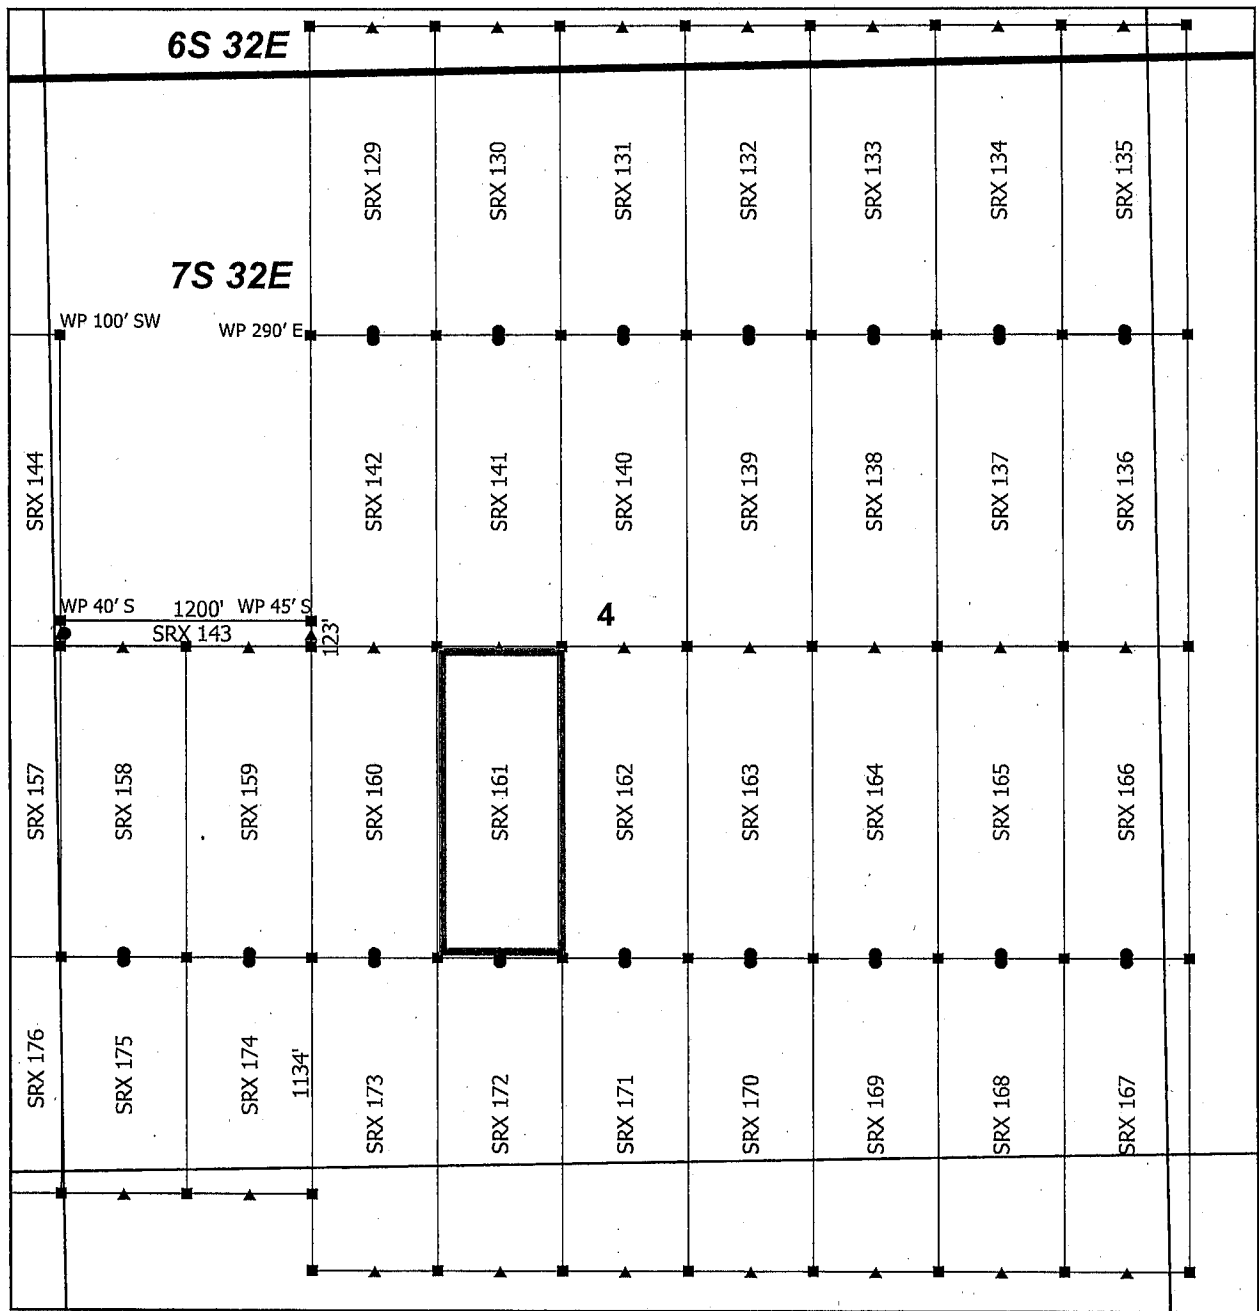 6S 32E
SRX 129
SRX 130
SRX 131
SRX 132
SRX 133
SRX 134
SRX 135
7S 32E
WP 100' SW
WP 290' E
SRX 144
SRX 142
SRX 141
SRX 140
SRX 139
SRX 138
SRX 137
SRX 136
WP 40' S
1200'
WP 45' S
4
SRX 143
123'
SRX 157
SRX 158
SRX 159
SRX 160
SRX 161
SRX 162
SRX 163
SRX 164
SRX 165
SRX 166
SRX 176
SRX 175
SRX 174
1134'
SRX 173
SRX 172
SRX 171
SRX 170
SRX 169
SRX 168
SRX 167